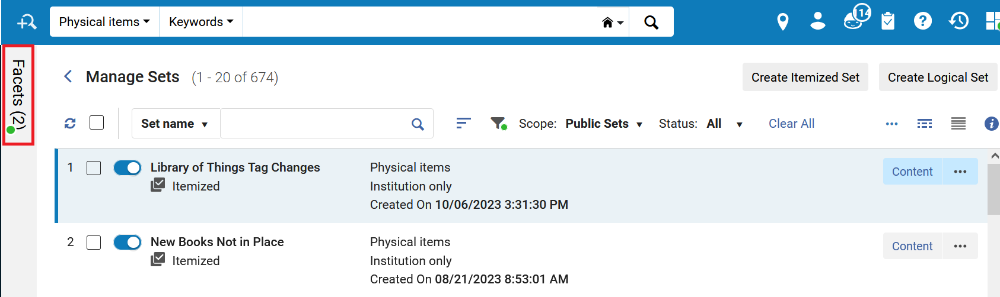 Physical items Keywords 114
Facets (2)
Manage Sets (1 - 20 of 674) Create Itemized Set Create Logical Set
Set name Scope: Public Sets Status: All Clear All
1 Library of Things Tag Changes Physical items Content
Itemized Institution only
Created On 10/06/2023 3:31:30 PM
2 New Books Not in Place Physical items Content
Itemized Institution only
Created On 08/21/2023 8:53:01 AM